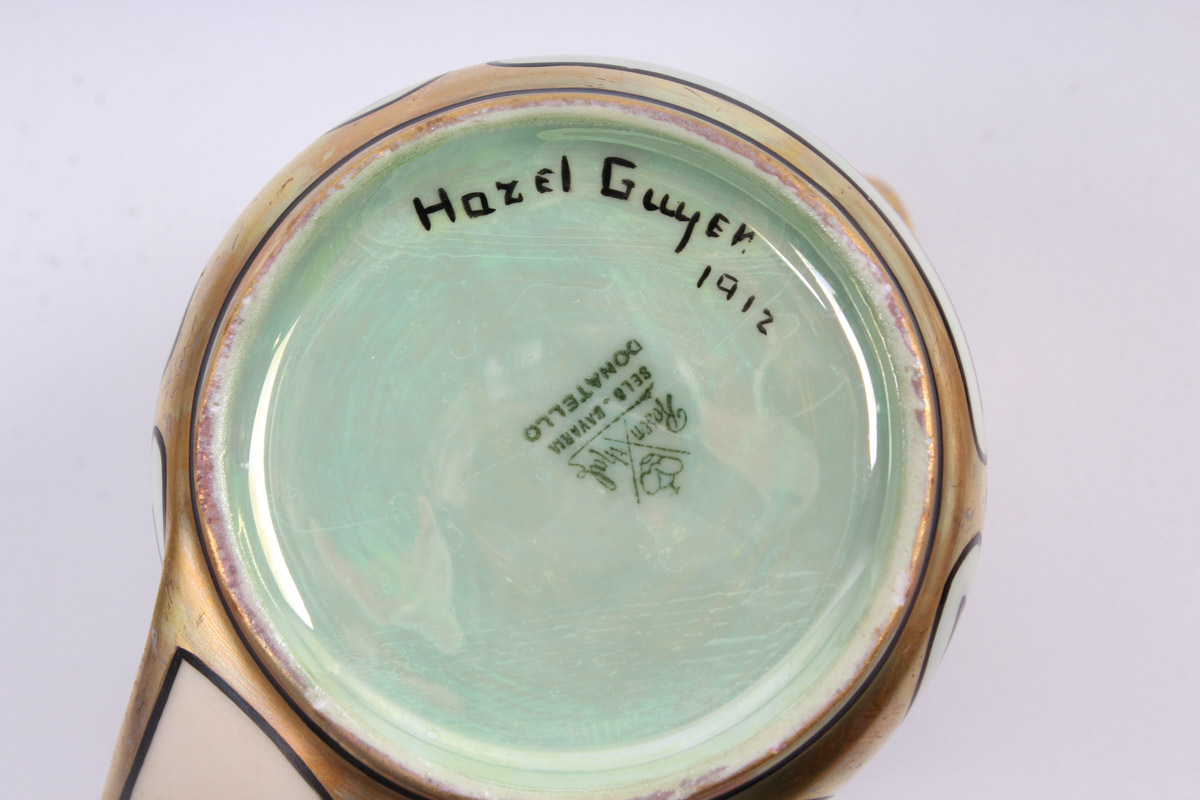 Hazel Guyer
1912
Rosenthal
SELB - BAVARIA
DONATELLO